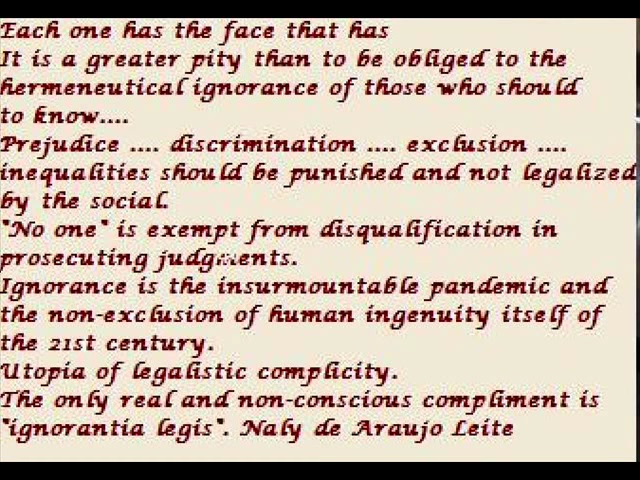 Each one has the face that has
It is a greater pity than to be obliged to the
hermeneutical ignorance of those who should
to know....
Prejudice .... discrimination .... exclusion ....
inequalities should be punished and not legalized
by the social.
"No one" is exempt from disqualification in
prosecuting judgments.
Ignorance is the insurmountable pandemic and
the non-exclusion of human ingenuity itself of
the 21st century.
Utopia of legalistic complicity.
The only real and non-conscious compliment is
"ignorantia legis". Naly de Araujo Leite